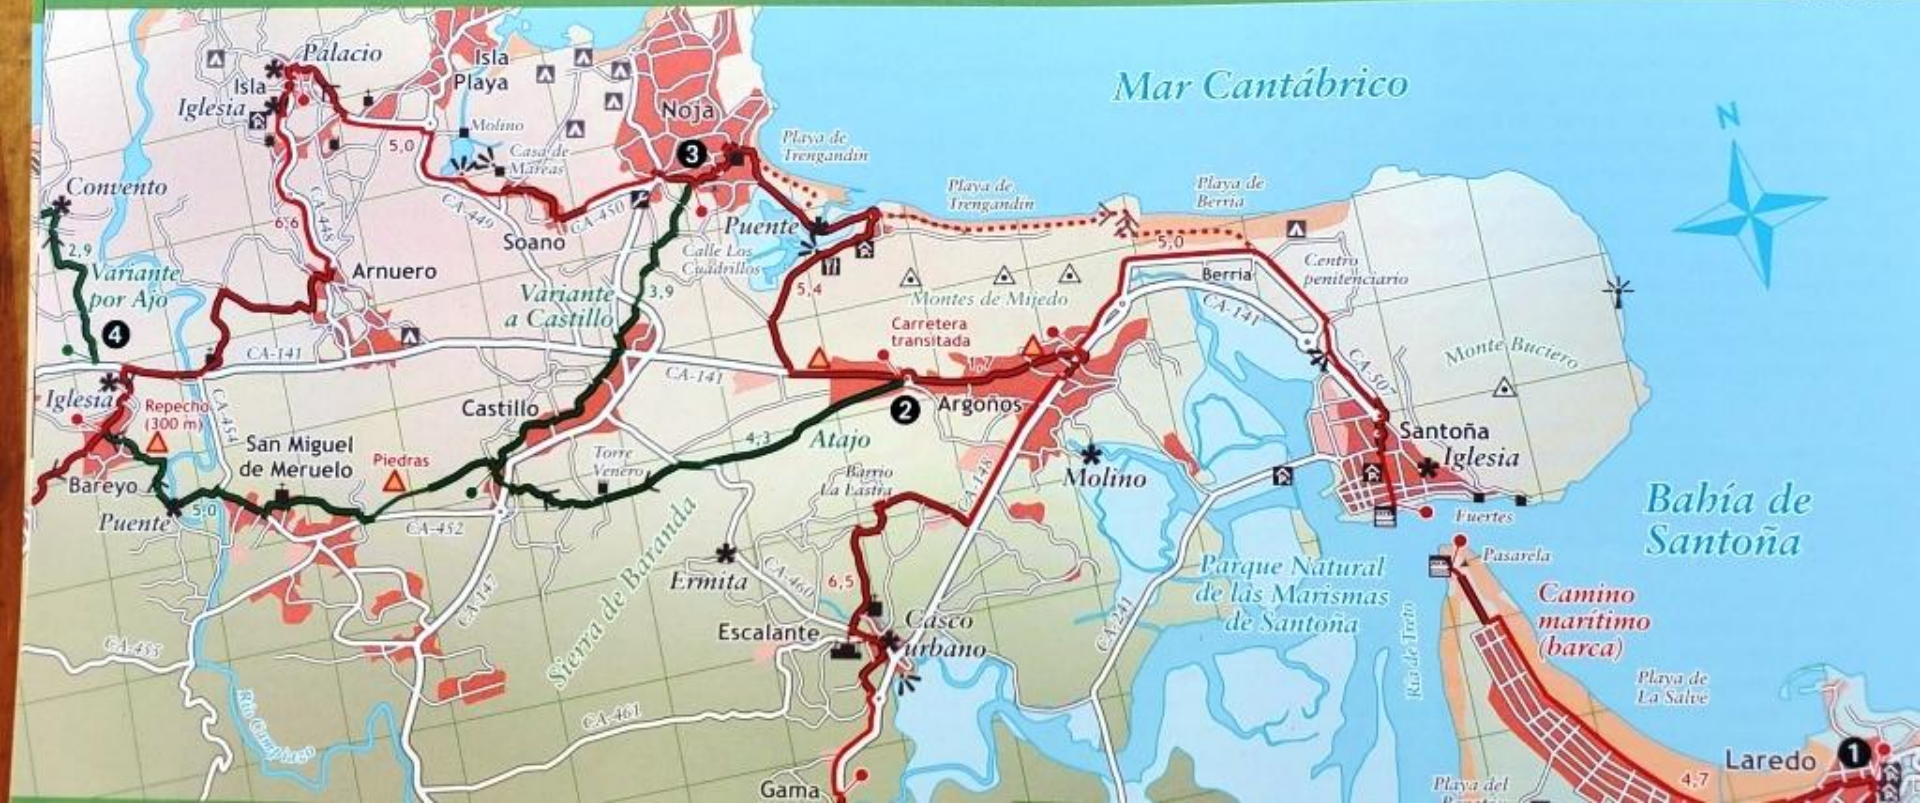 Mar Cantábrico
N
Palacio
Isla
Iglesia
Isla
Playa
Noja
Molino
Casa de
Mareas
5,0
3
Playa de
Trengandín
Convento
CA-448
CA-449
CA-450
6,6
Soano
Puente
Calle Los
Cuadrillos
Playa de
Trengandín
Playa de
Berria
5,0
2,9
Variante
por Ajo
Arnuero
Variante
a Castillo
3,9
5,4
Montes de Mijedo
Berria
Centro
penitenciario
4
CA-141
CA-141
Carretera
transitada
1,7
CA-141
CA-507
Monte Buciero
Iglesia
Repecho
(300 m)
CA-454
Castillo
2
Argoños
San Miguel
de Meruelo
Piedras
4,3
Atajo
Torre
Venero
Barrio
La Lastra
CA-148
Molino
Santoña
Iglesia
Bareyo
Puente
5,0
CA-452
Fuertes
Bahía de
Santoña
Pasarela
Ermita
CA-460
6,5
Parque Natural
de las Marismas
de Santoña
Camino
marítimo
(barca)
Sierra de Baranda
CA-147
Escalante
Casco
urbano
CA-241
Ría de Treto
CA-455
CA-461
Playa de
La Salvé
Gama
Playa del
4,7
Laredo
1